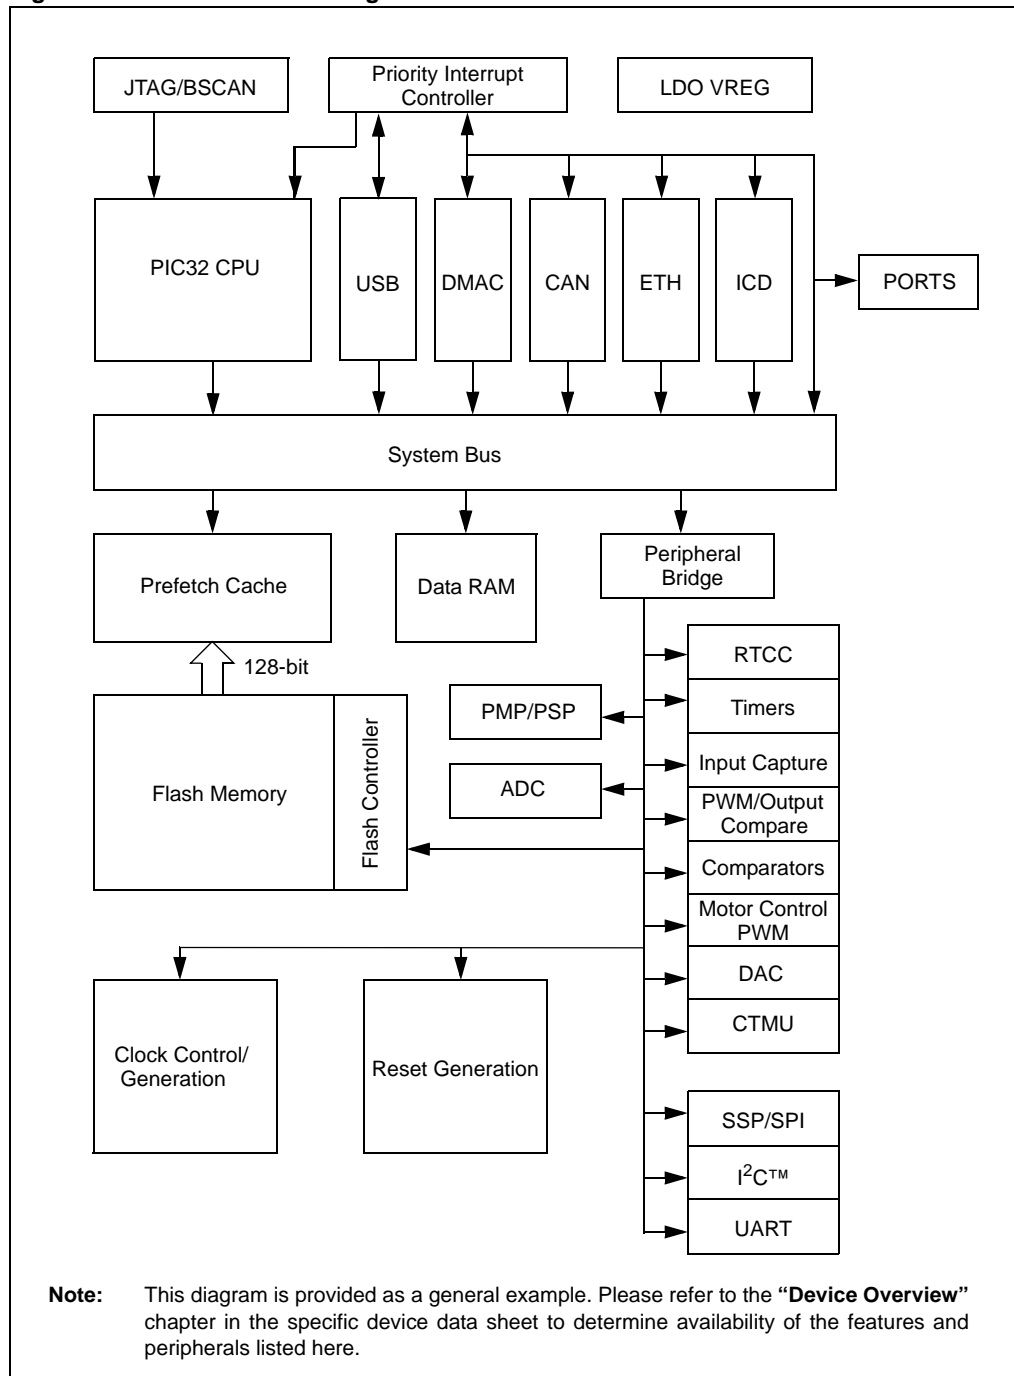 JTAG/BSCAN
Priority Interrupt
Controller
LDO VREG
PIC32 CPU
USB
DMAC
CAN
ETH
ICD
PORTS
System Bus
Prefetch Cache
Data RAM
Peripheral
Bridge
128-bit
Flash Memory
Flash Controller
PMP/PSP
ADC
RTCC
Timers
Input Capture
PWM/Output
Compare
Comparators
Motor Control
PWM
DAC
CTMU
Clock Control/
Generation
Reset Generation
SSP/SPI
I²C™
UART
Note: This diagram is provided as a general example. Please refer to the “Device Overview”
chapter in the specific device data sheet to determine availability of the features and
peripherals listed here.